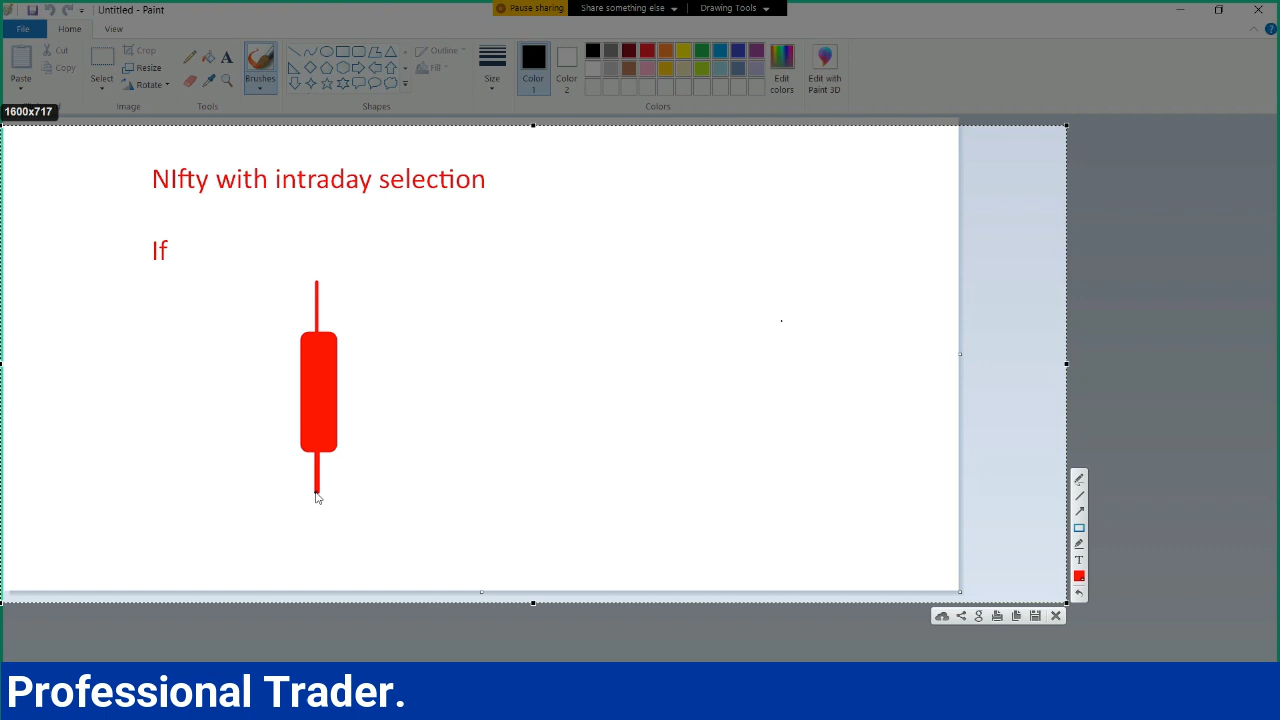 Untitled - Paint
Pause sharing
Share something else
Drawing Tools
File
Home
View
Paste
Cut
Copy
Select
Crop
Resize
Rotate
Image
Tools
Brushes
Shapes
Outline
Fill
Size
Color 1
Color 2
Edit colors
Edit with Paint 3D
Colors
1600x717
NIfty with intraday selection
If
Professional Trader.